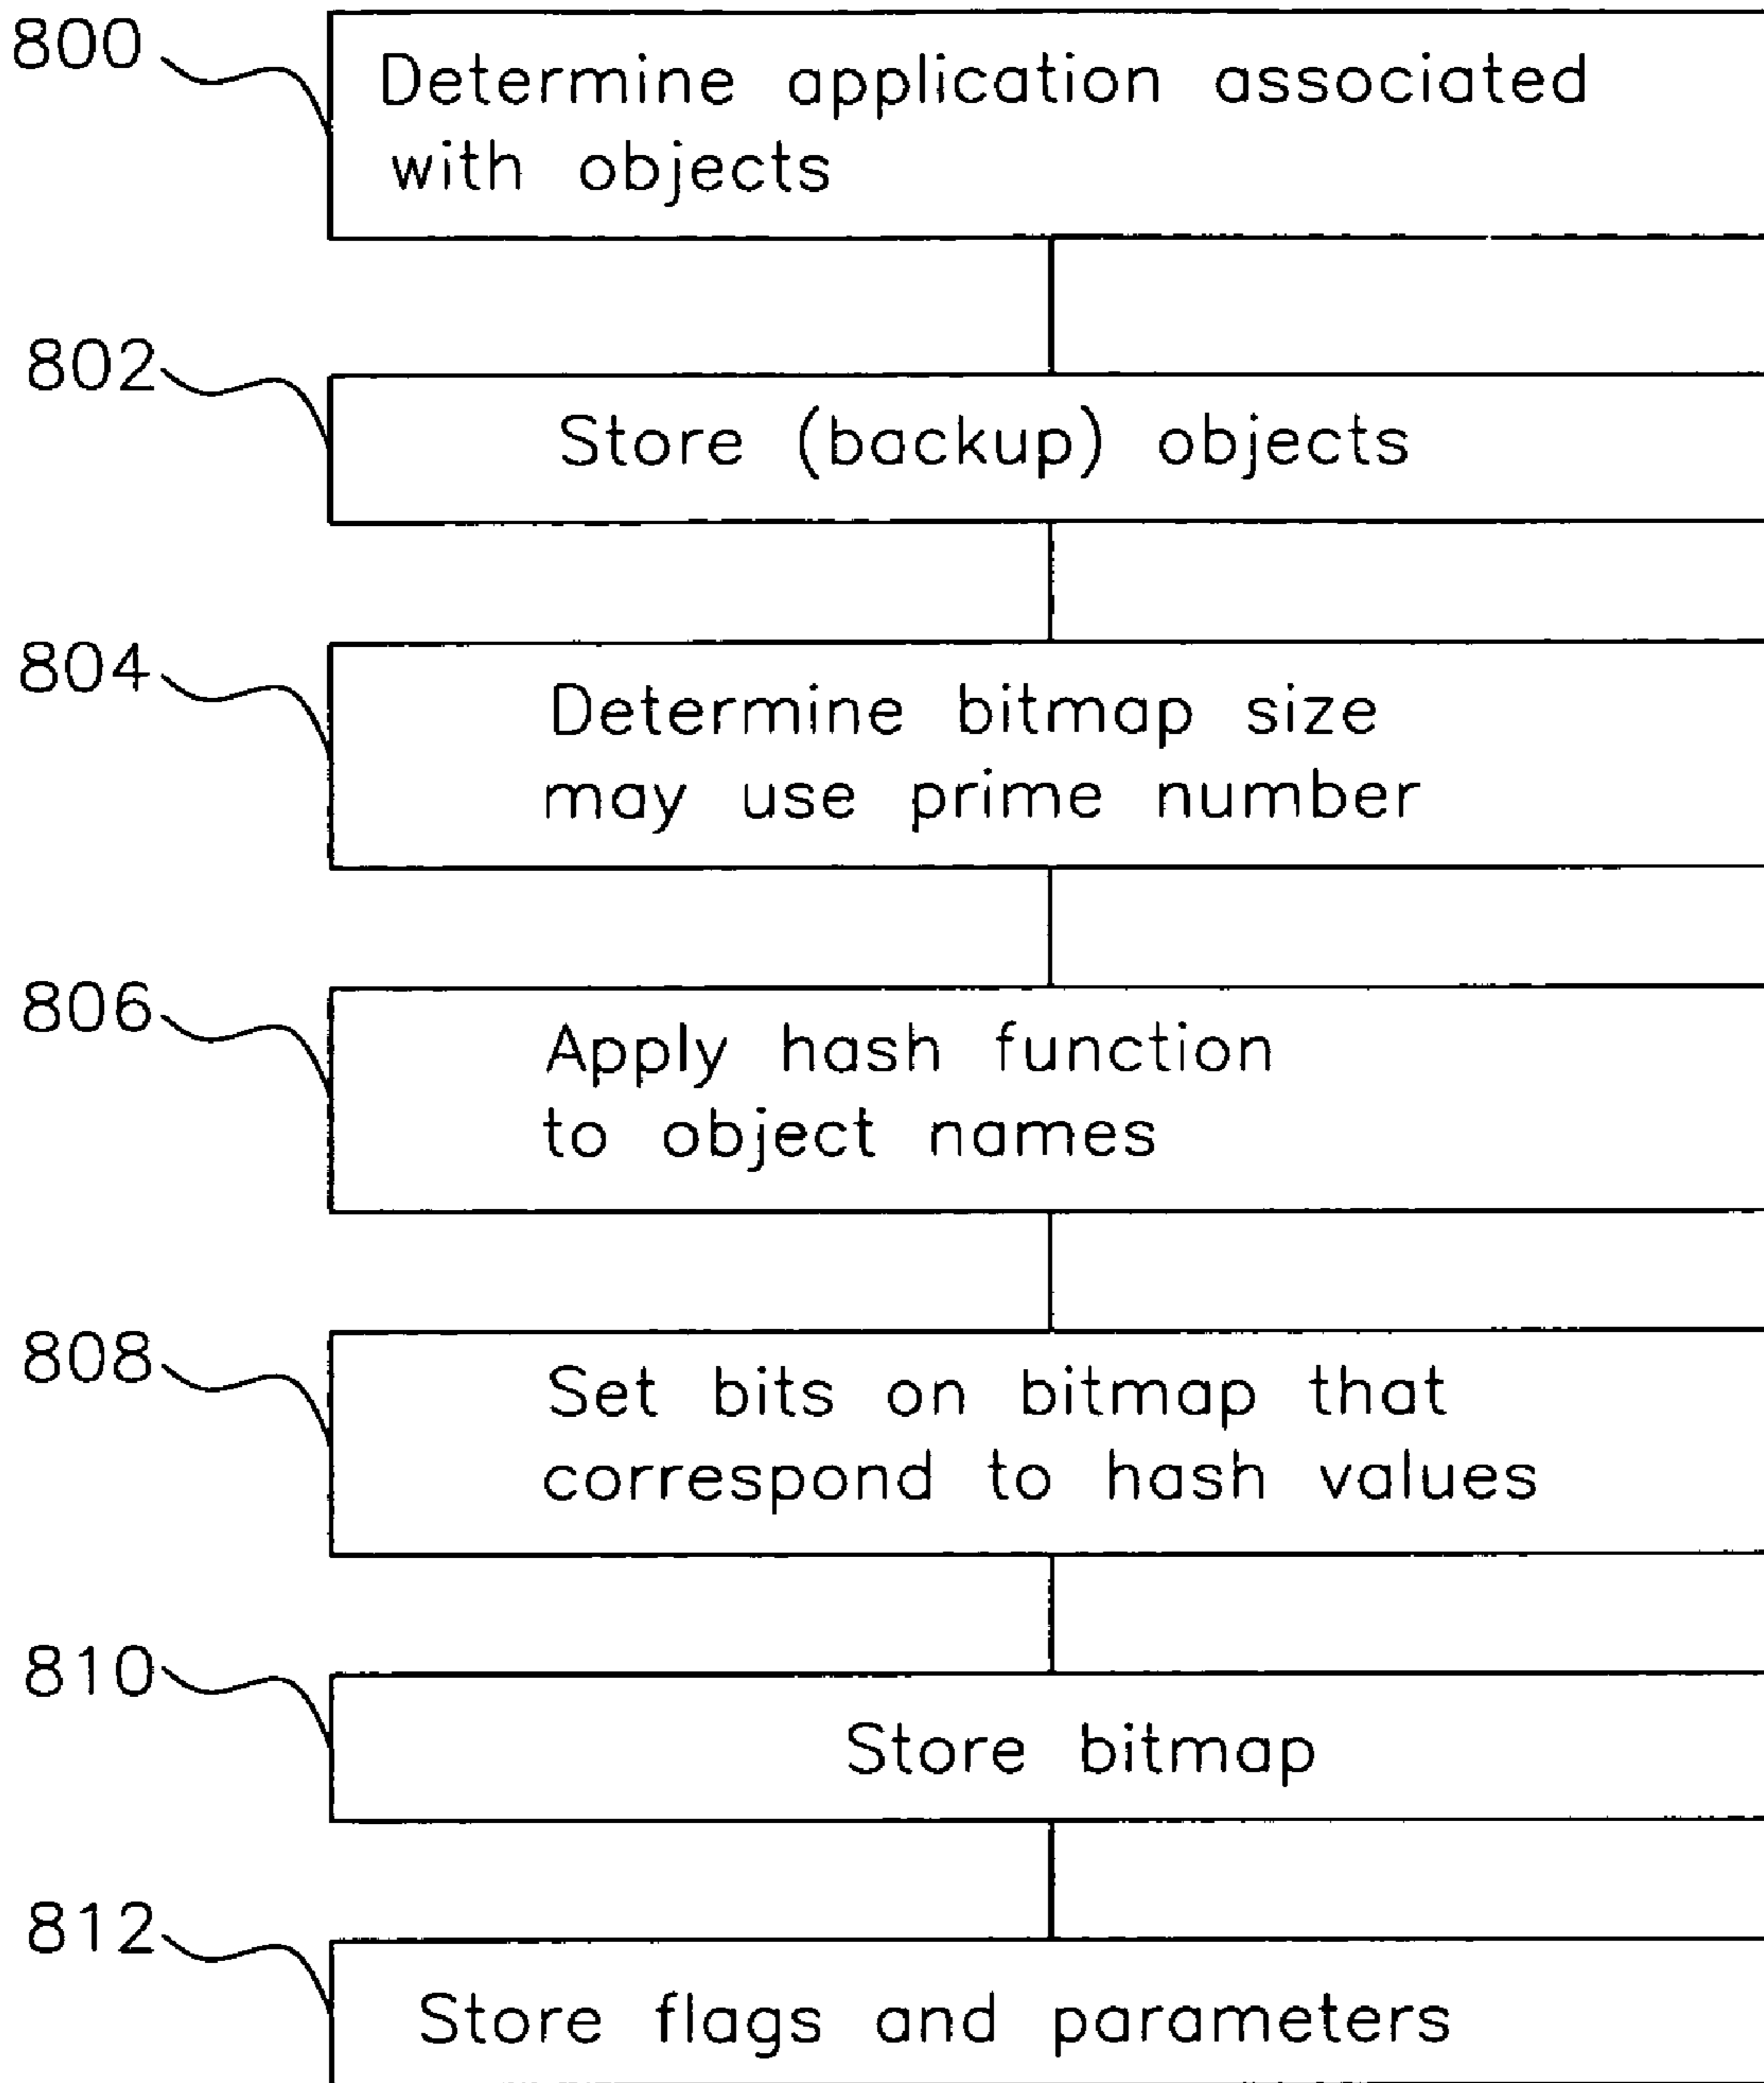 800
Determine application associated
with objects
802
Store (backup) objects
804
Determine bitmap size
may use prime number
806
Apply hash function
to object names
808
Set bits on bitmap that
correspond to hash values
810
Store bitmap
812
Store flags and parameters